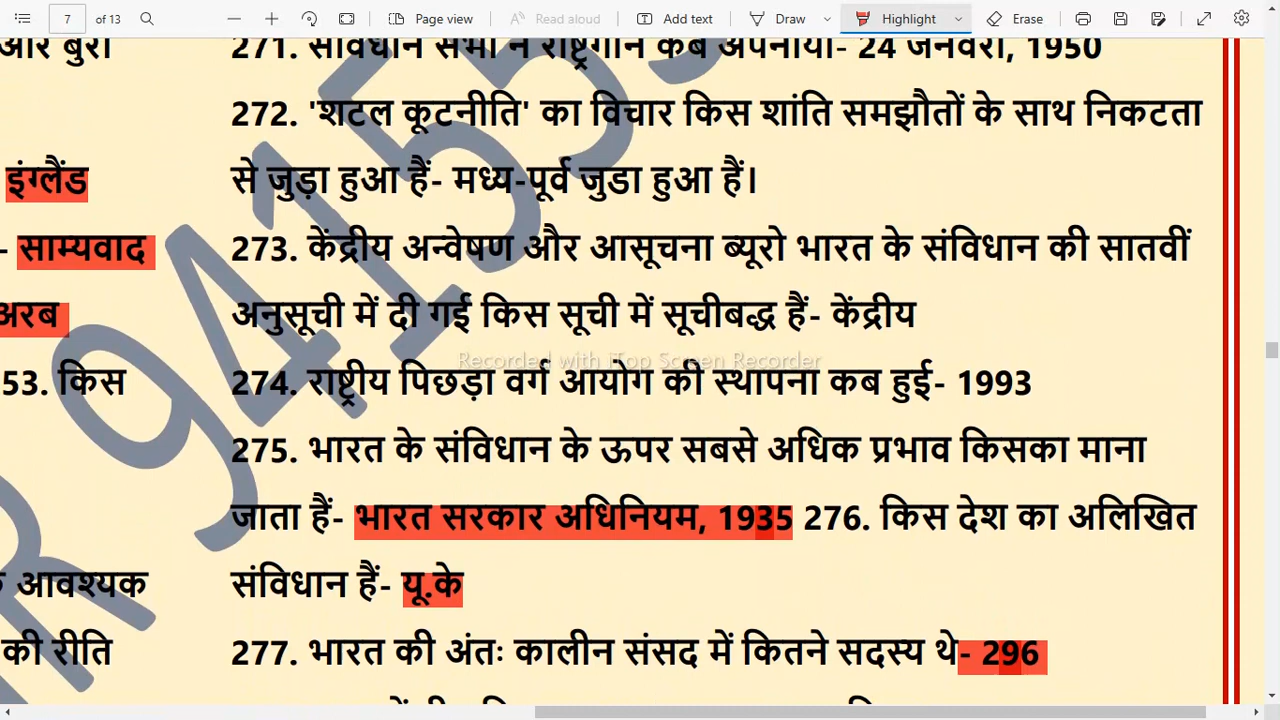 7 of 13 Page view Read aloud Add text Draw Highlight Erase
और बुरा
इंग्लैंड
- साम्यवाद
अरब
53. किस
आवश्यक
की रीति
271. संविधान सभा ने राष्ट्रगान कब अपनाया- 24 जनवरी, 1950
272. 'शटल कूटनीति' का विचार किस शांति समझौतों के साथ निकटता
से जुड़ा हुआ हैं- मध्य-पूर्व जुडा हुआ हैं।
273. केंद्रीय अन्वेषण और आसूचना ब्यूरो भारत के संविधान की सातवीं
अनुसूची में दी गई किस सूची में सूचीबद्ध हैं- केंद्रीय
Recorded with iTop Screen Recorder
274. राष्ट्रीय पिछड़ा वर्ग आयोग की स्थापना कब हुई- 1993
275. भारत के संविधान के ऊपर सबसे अधिक प्रभाव किसका माना
जाता हैं- भारत सरकार अधिनियम, 1935 276. किस देश का अलिखित
संविधान हैं- यू.के
277. भारत की अंतः कालीन संसद में कितने सदस्य थे- 296